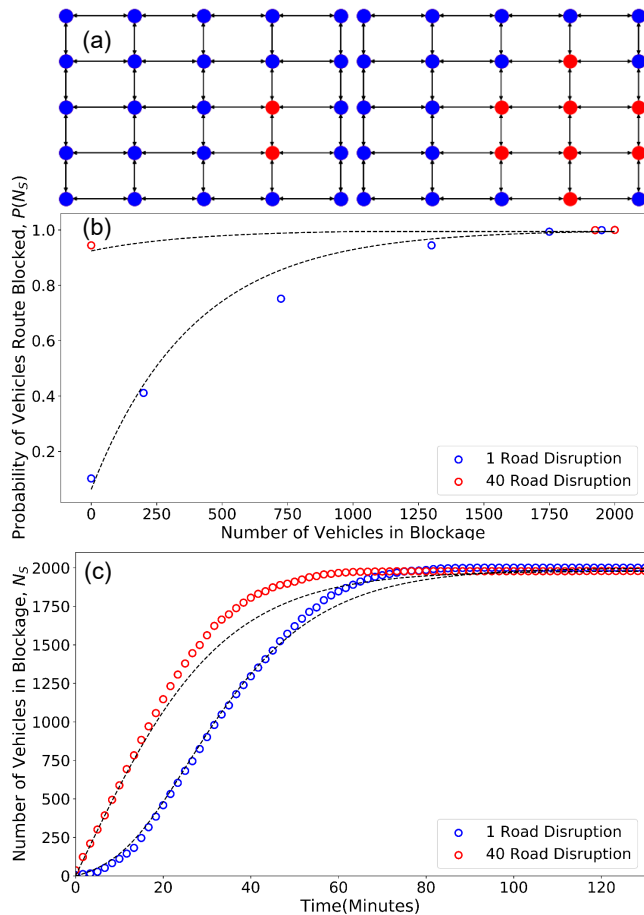 (a)
(b)
Probability of Vehicles Route Blocked, P(N_S)
1.0
0.8
0.6
0.4
0.2
1 Road Disruption
40 Road Disruption
0 250 500 750 1000 1250 1500 1750 2000
Number of Vehicles in Blockage
(c)
Number of Vehicles in Blockage, N_S
2000
1750
1500
1250
1000
750
500
250
0
1 Road Disruption
40 Road Disruption
0 20 40 60 80 100 120
Time(Minutes)